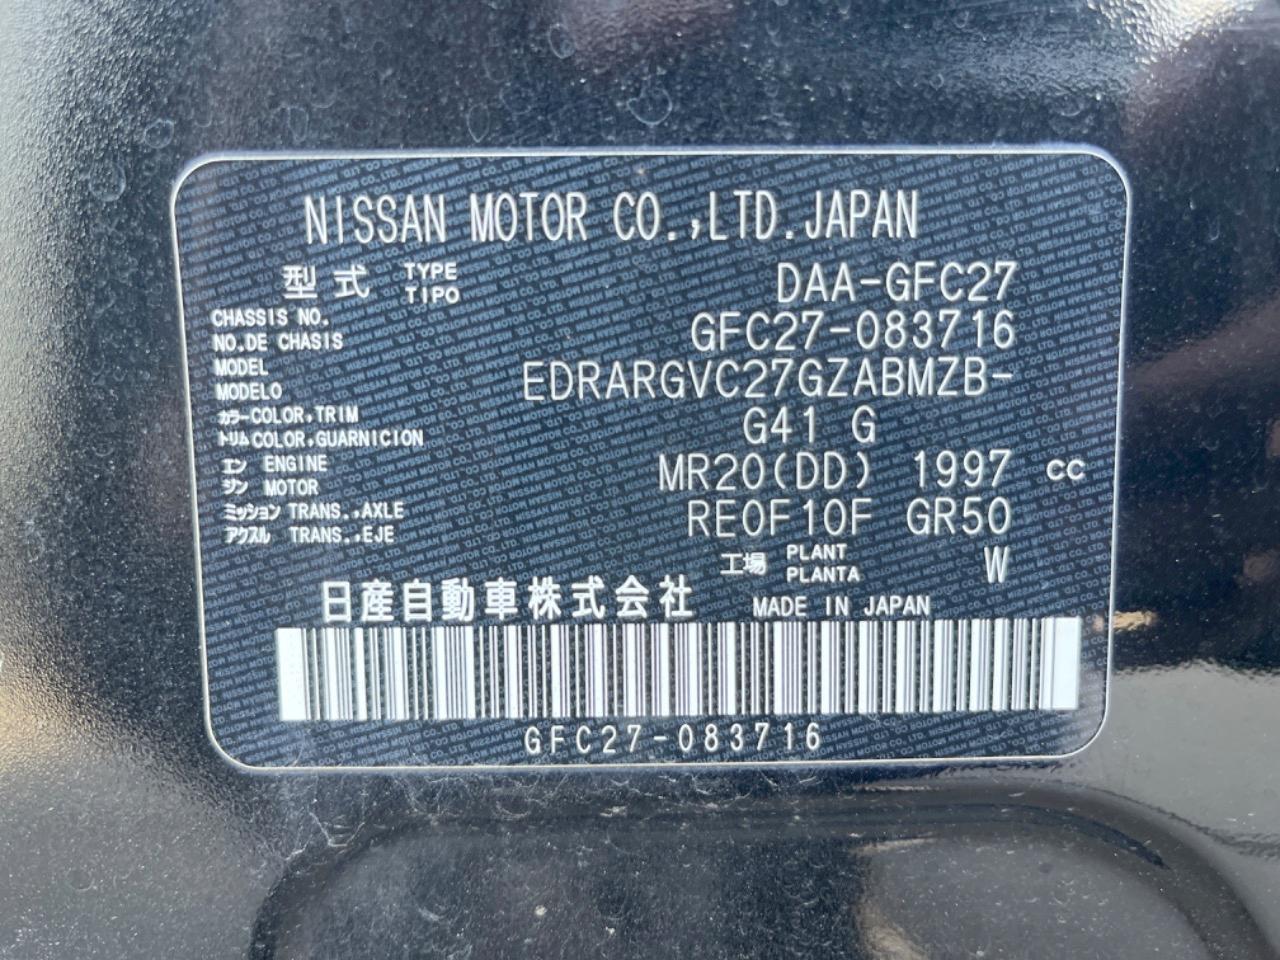 NISSAN MOTOR CO.,LTD.JAPAN
型式 TYPE TIPO DAA-GFC27
CHASSIS NO.
NO.DE CHASIS GFC27-083716
MODEL
MODELO EDRARGVC27GZABMZB-
カラー COLOR,TRIM
トリム COLOR,GUARNICION G41 G
エン ENGINE
ジン MOTOR MR20(DD) 1997 cc
ミッション TRANS.,AXLE
アクスル TRANS.,EJE RE0F10F GR50
工場 PLANT PLANTA W
日産自動車株式会社 MADE IN JAPAN
GFC27-083716